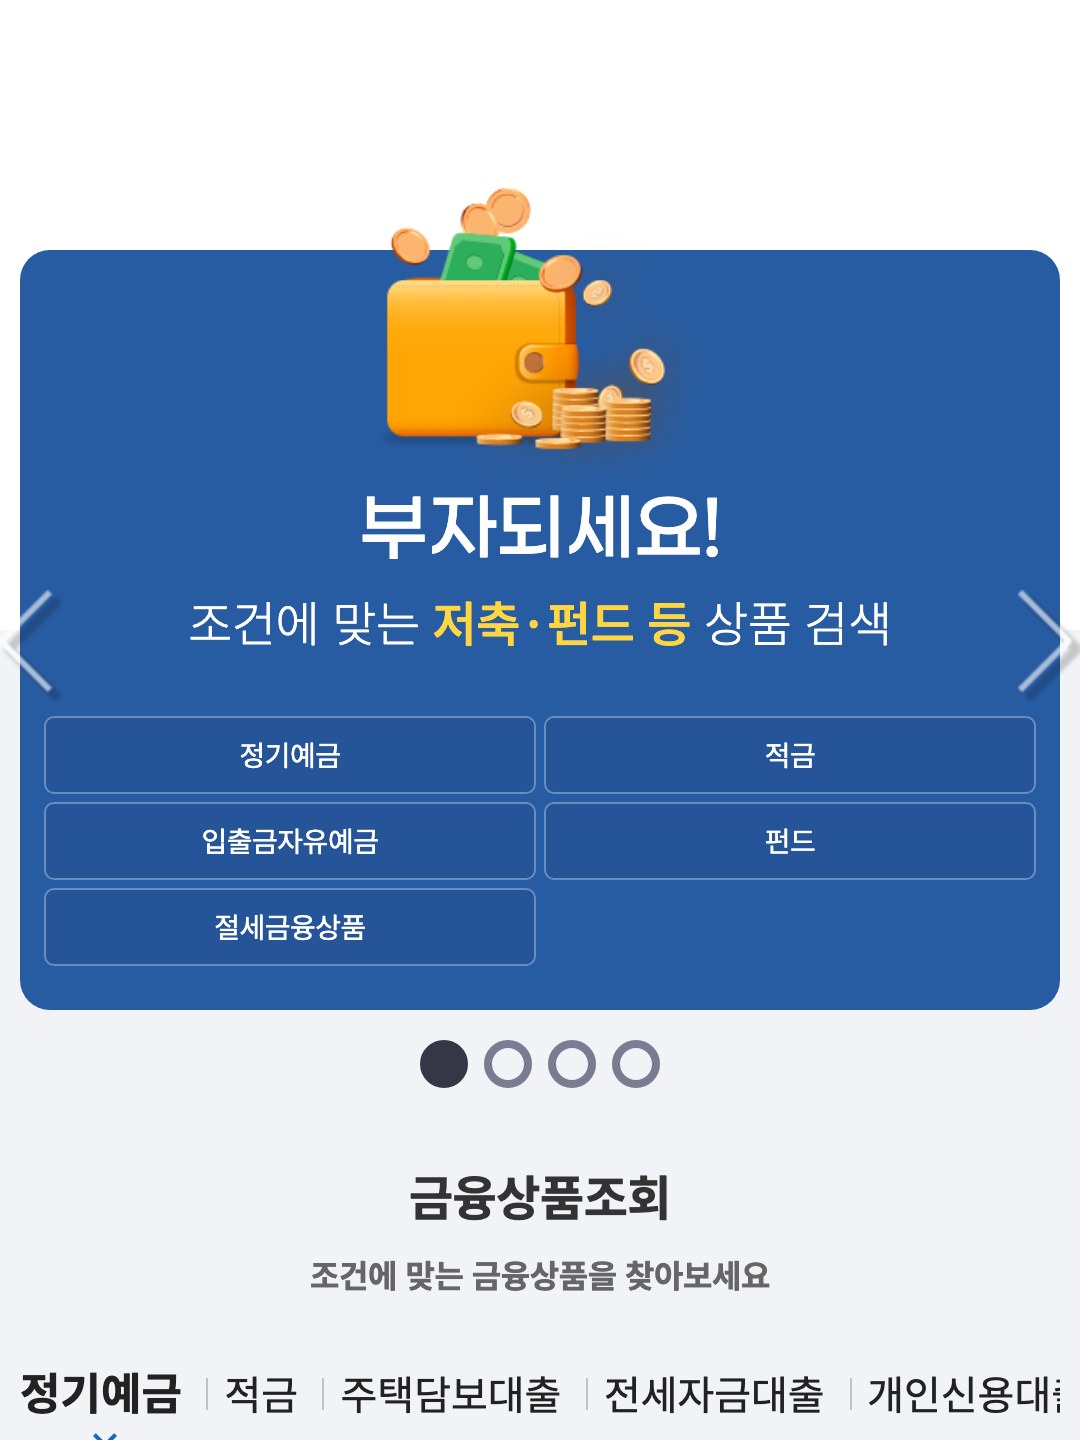 부자되세요!
조건에 맞는 저축·펀드 등 상품 검색
정기예금
적금
입출금자유예금
펀드
절세금융상품
금융상품조회
조건에 맞는 금융상품을 찾아보세요
정기예금 적금 주택담보대출 전세자금대출 개인신용대